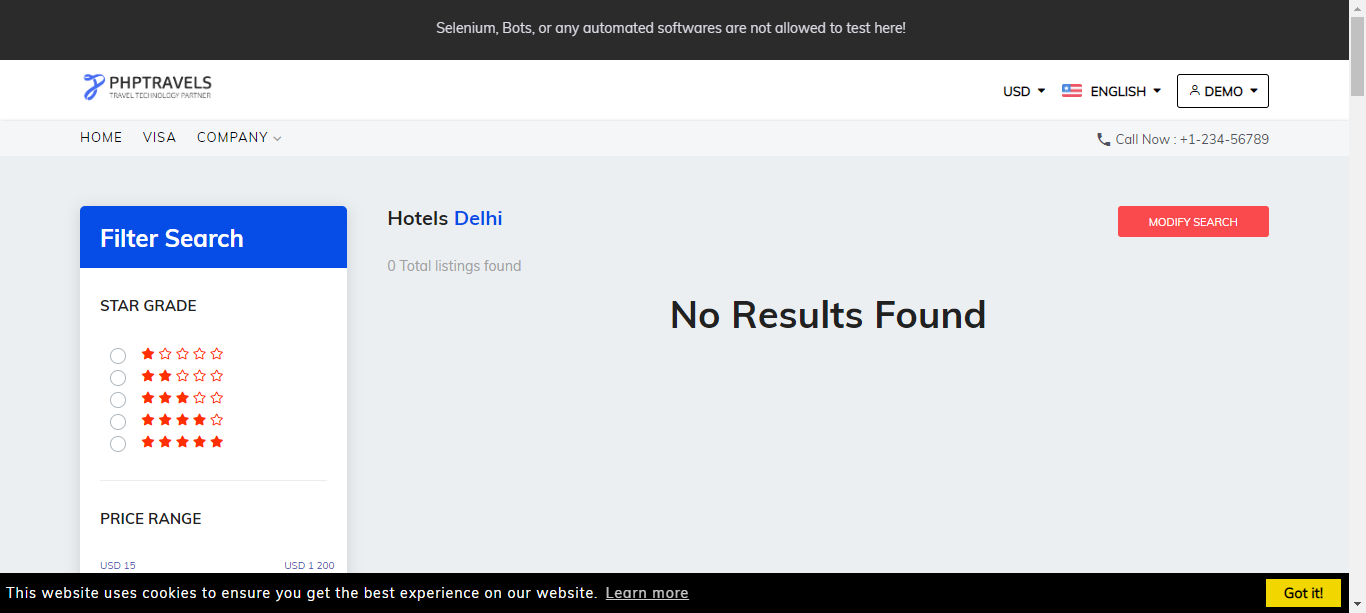 Selenium, Bots, or any automated softwares are not allowed to test here!
PHPTRAVELS
TRAVEL TECHNOLOGY PARTNER
USD
ENGLISH
DEMO
HOME
VISA
COMPANY
Call Now : +1-234-56789
Filter Search
Hotels Delhi
MODIFY SEARCH
0 Total listings found
No Results Found
STAR GRADE
PRICE RANGE
USD 15
USD 1 200
This website uses cookies to ensure you get the best experience on our website. Learn more
Got it!